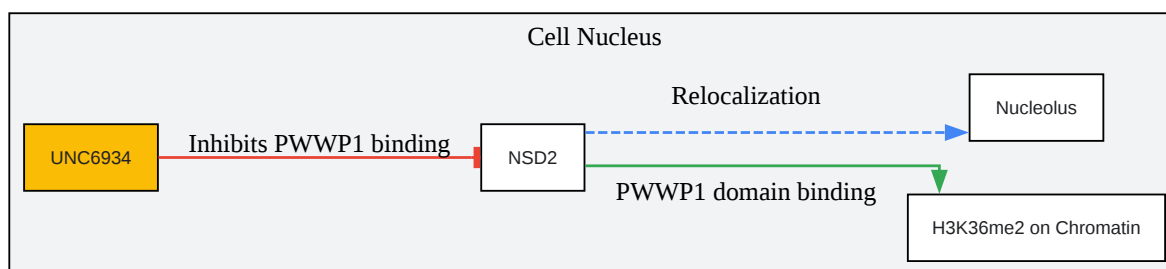 Cell Nucleus
Relocalization
Nucleolus
UNC6934
Inhibits PWWP1 binding
NSD2
PWWP1 domain binding
H3K36me2 on Chromatin